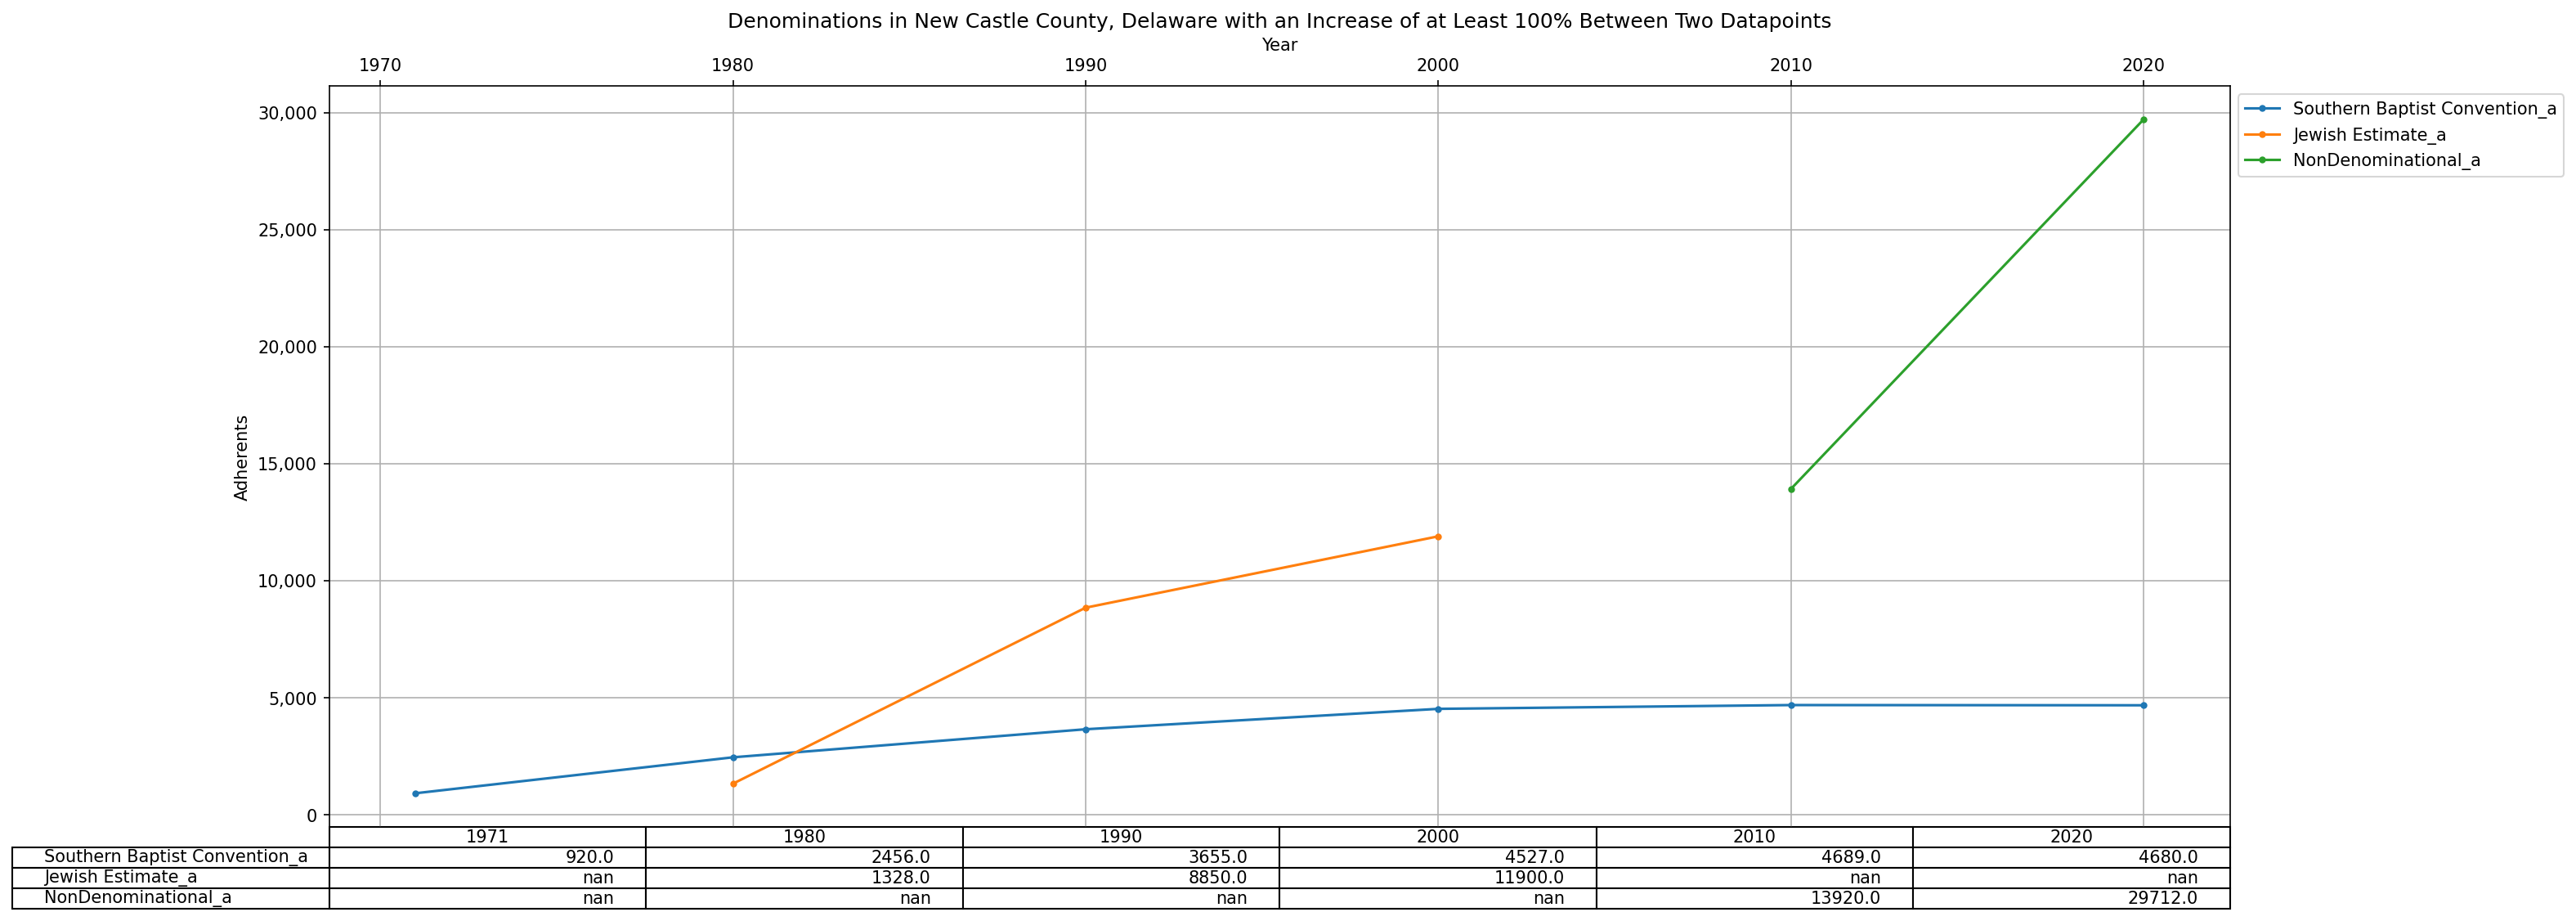 Denominations in New Castle County, Delaware with an Increase of at Least 100% Between Two Datapoints
Year
1970 1980 1990 2000 2010 2020
30,000
25,000
20,000
15,000
10,000
5,000
0
Adherents
Southern Baptist Convention_a
Jewish Estimate_a
NonDenominational_a
1971 1980 1990 2000 2010 2020
Southern Baptist Convention_a 920.0 2456.0 3655.0 4527.0 4689.0 4680.0
Jewish Estimate_a nan 1328.0 8850.0 11900.0 nan nan
NonDenominational_a nan nan nan nan 13920.0 29712.0